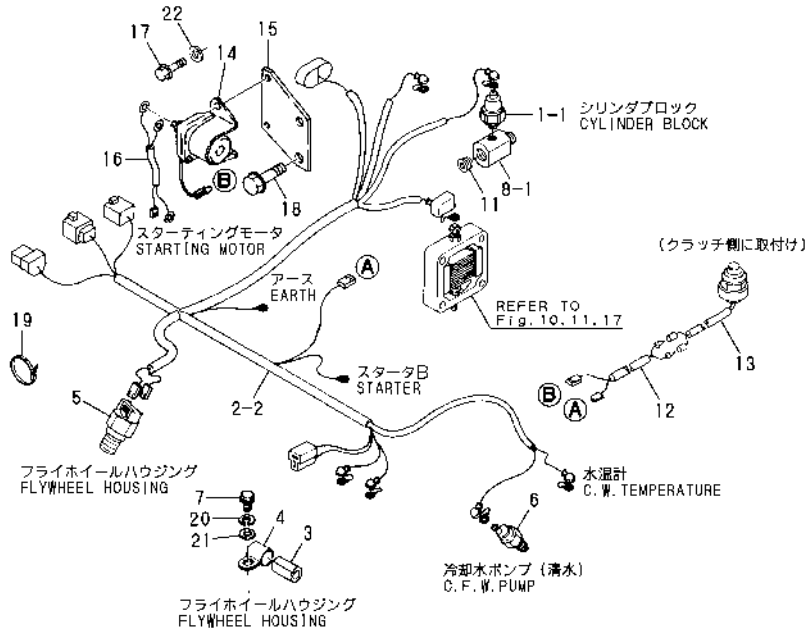 22
17
14
15
1-1
シリンダブロック
CYLINDER BLOCK
16
B
18
11
8-1
スターティングモータ
STARTING MOTOR
(クラッチ側に取付け)
アース
EARTH
A
REFER TO
Fig.10.11.17
19
5
13
スタータB
STARTER
B
A
12
2-2
フライホイールハウジング
FLYWHEEL HOUSING
水温計
C.W.TEMPERATURE
7
20
21
4
3
6
冷却水ポンプ (清水)
C.F.W.PUMP
フライホイールハウジング
FLYWHEEL HOUSING